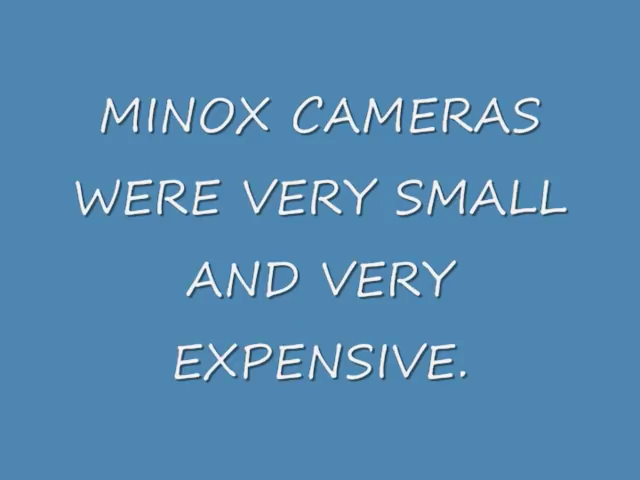 MINOX CAMERAS
WERE VERY SMALL
AND VERY
EXPENSIVE.